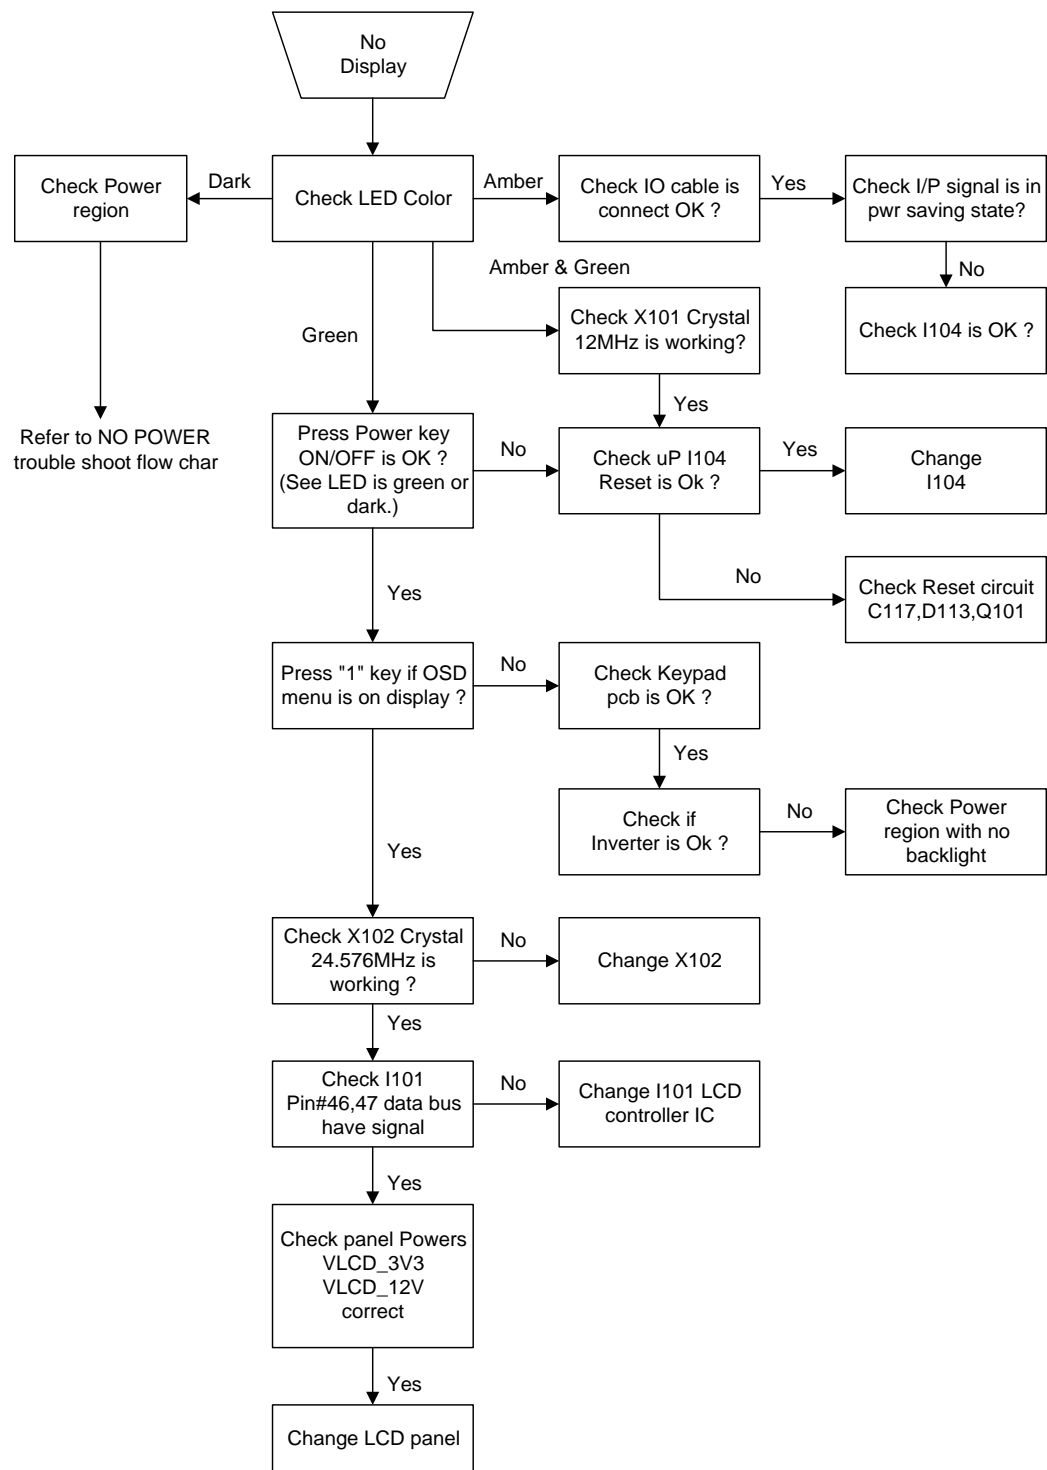 No
Display
Check Power
region
Dark
Check LED Color
Amber
Check IO cable is
connect OK ?
Yes
Check I/P signal is in
pwr saving state?
Amber & Green
No
Green
Check X101 Crystal
12MHz is working?
Check I104 is OK ?
Yes
Refer to NO POWER
trouble shoot flow char
Press Power key
ON/OFF is OK ?
(See LED is green or
dark.)
No
Check uP I104
Reset is Ok ?
Yes
Change
I104
Yes
No
Check Reset circuit
C117,D113,Q101
Press "1" key if OSD
menu is on display ?
No
Check Keypad
pcb is OK ?
Yes
Check if
Inverter is Ok ?
No
Check Power
region with no
backlight
Yes
Check X102 Crystal
24.576MHz is
working ?
No
Change X102
Yes
Check I101
Pin#46,47 data bus
have signal
No
Change I101 LCD
controller IC
Yes
Check panel Powers
VLCD_3V3
VLCD_12V
correct
Yes
Change LCD panel